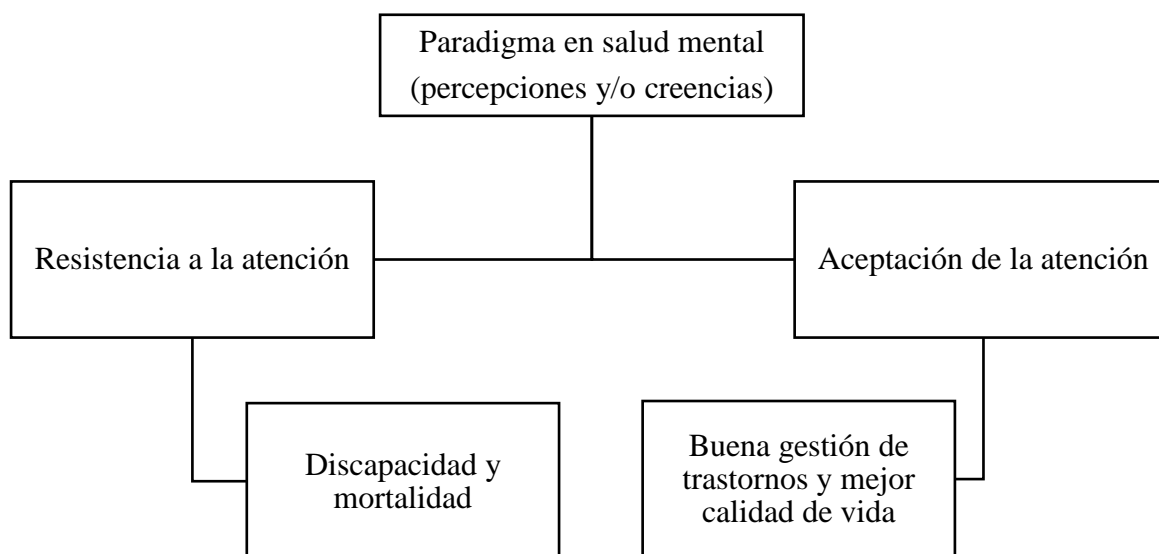 Paradigma en salud mental
(percepciones y/o creencias)
Resistencia a la atención
Aceptación de la atención
Discapacidad y
mortalidad
Buena gestión de
trastornos y mejor
calidad de vida